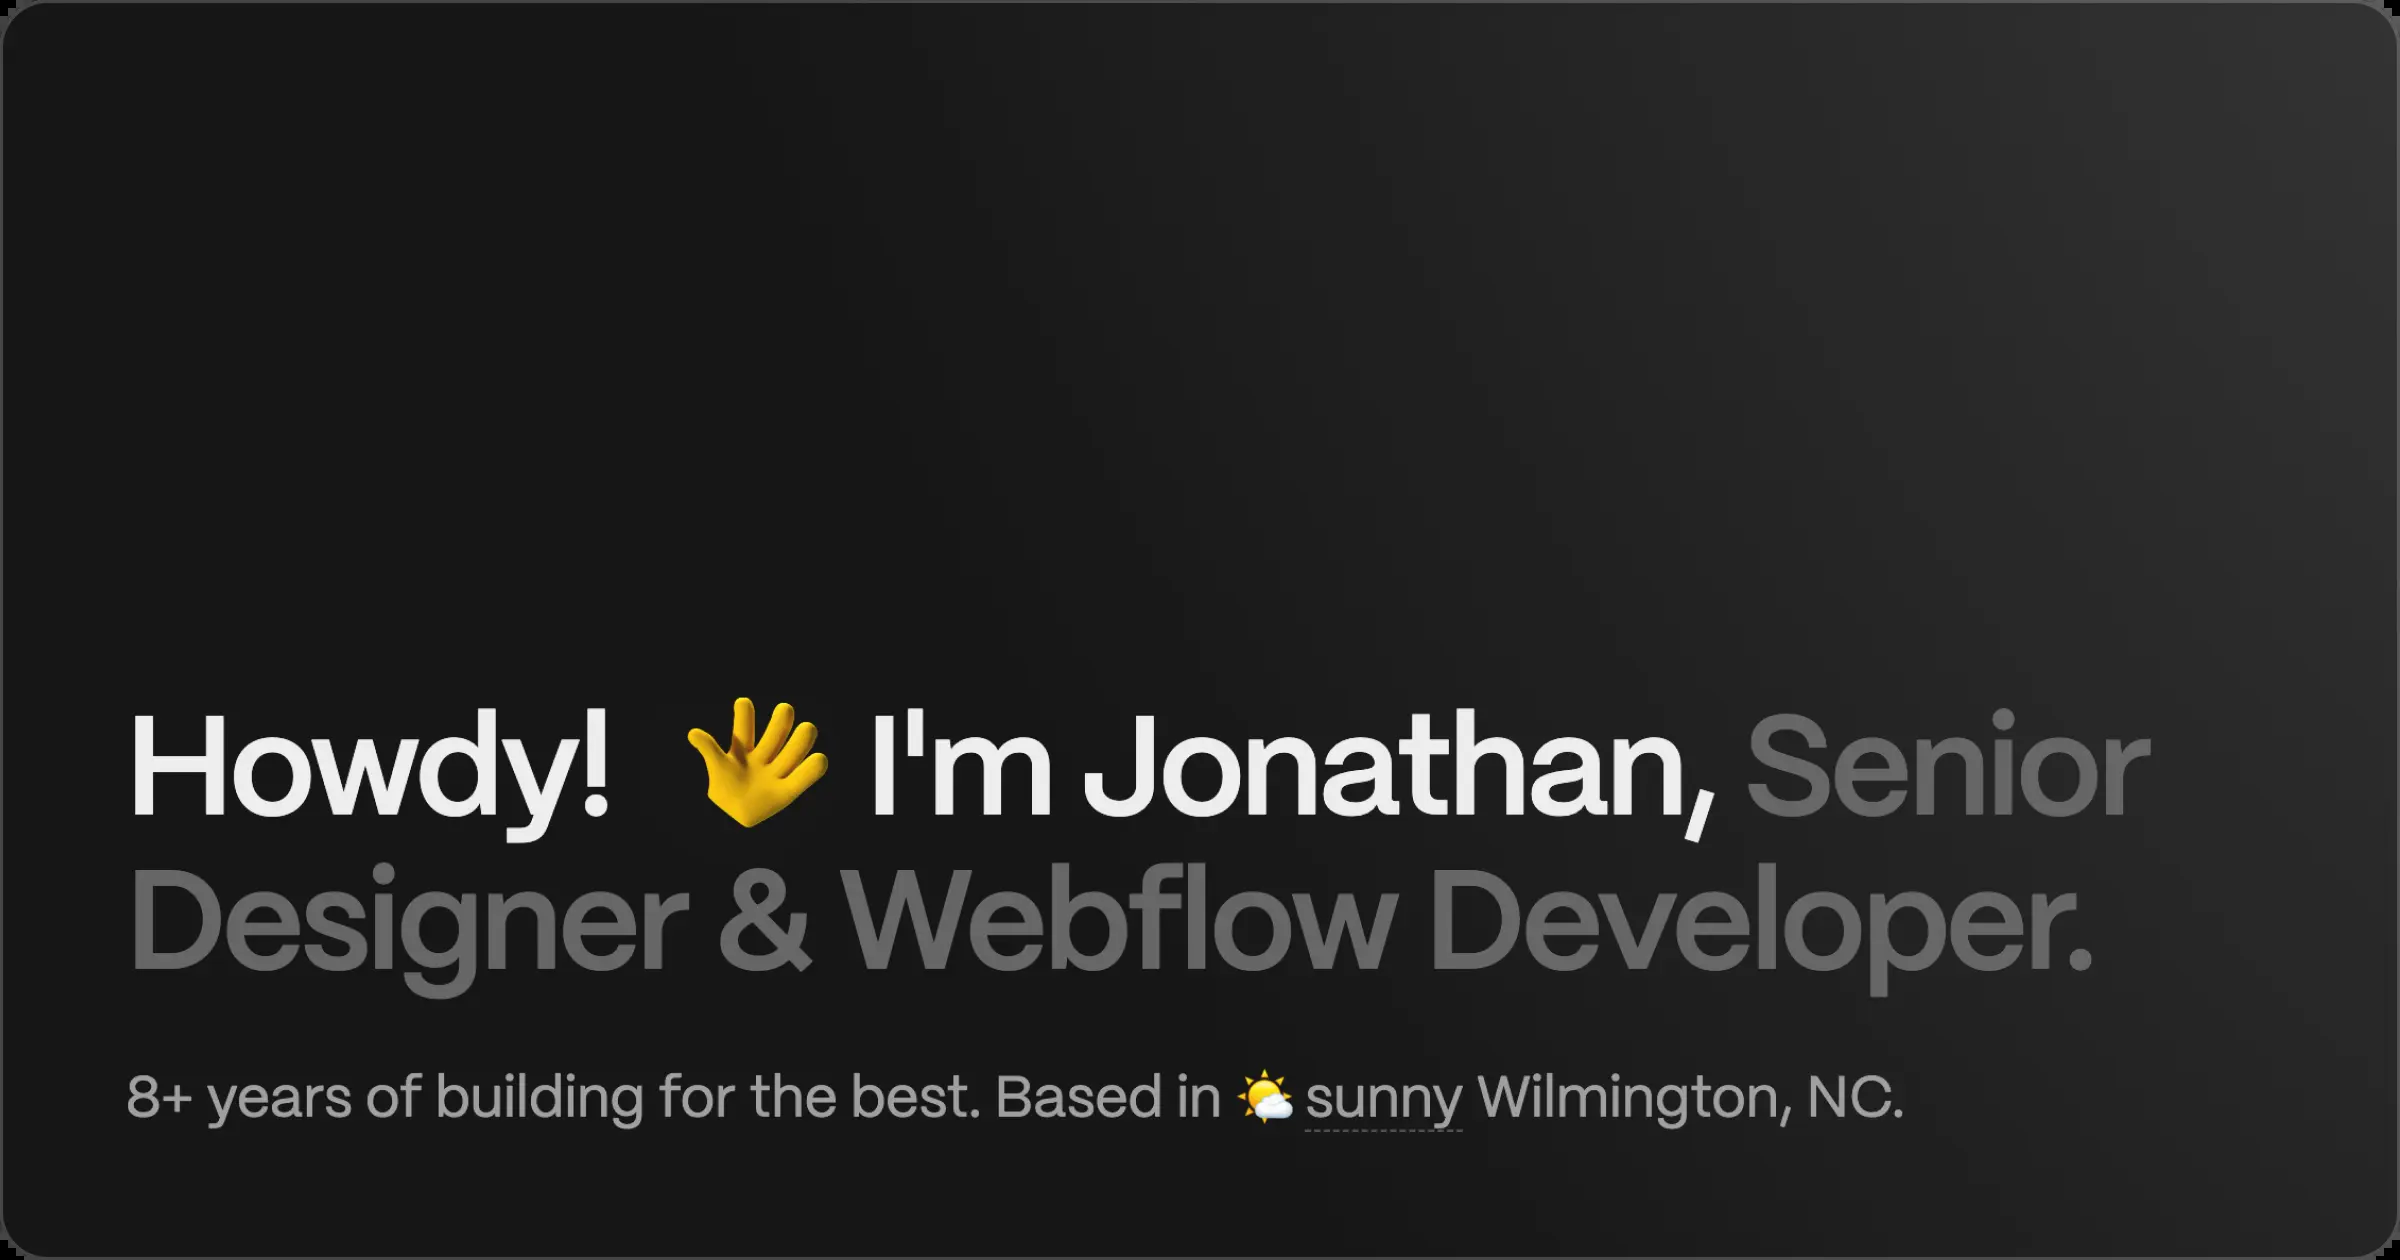 Howdy! 👋 I'm Jonathan, Senior
Designer & Webflow Developer.
8+ years of building for the best. Based in 🌤️ sunny Wilmington, NC.